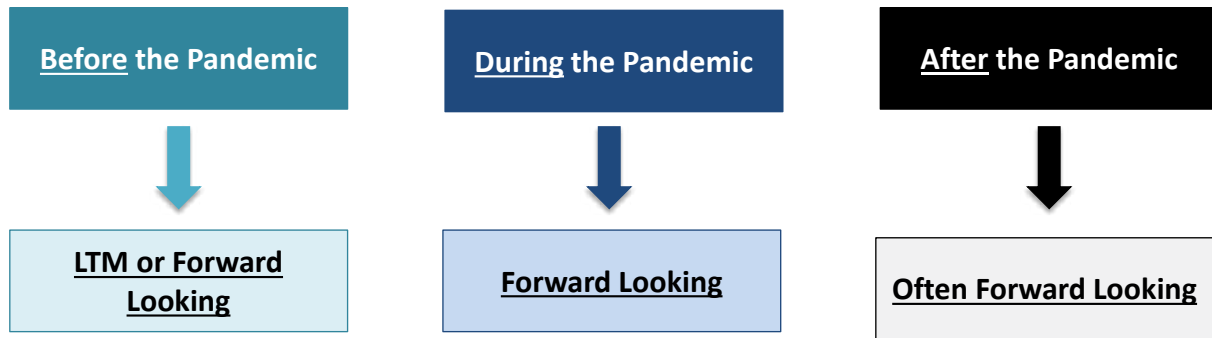 Before the Pandemic
During the Pandemic
After the Pandemic
LTM or Forward
Looking
Forward Looking
Often Forward Looking